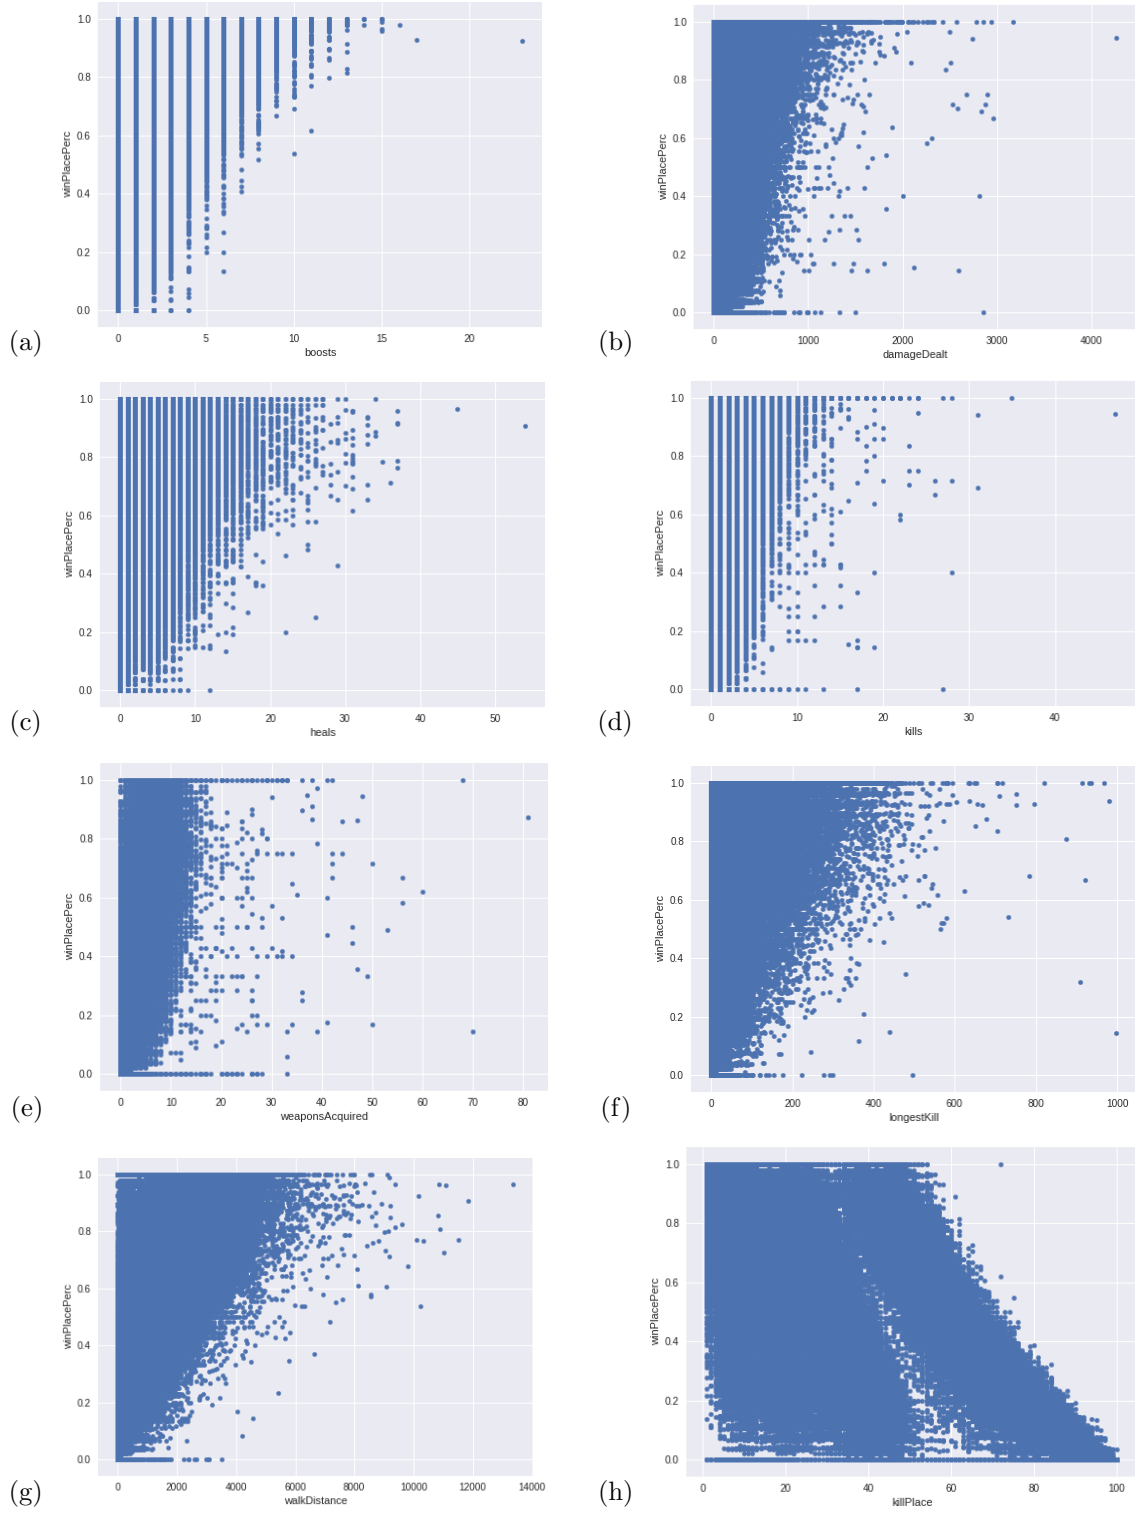 1.0
0.8
0.6
0.4
0.2
0.0
winPlacePerc
0 5 10 15 20
boosts
(a)
1.0
0.8
0.6
0.4
0.2
0.0
winPlacePerc
0 1000 2000 3000 4000
damageDealt
(b)
1.0
0.8
0.6
0.4
0.2
0.0
winPlacePerc
0 10 20 30 40 50
heals
(c)
1.0
0.8
0.6
0.4
0.2
0.0
winPlacePerc
0 10 20 30 40
kills
(d)
1.0
0.8
0.6
0.4
0.2
0.0
winPlacePerc
0 10 20 30 40 50 60 70 80
weaponsAcquired
(e)
1.0
0.8
0.6
0.4
0.2
0.0
winPlacePerc
0 200 400 600 800 1000
longestKill
(f)
1.0
0.8
0.6
0.4
0.2
0.0
winPlacePerc
0 2000 4000 6000 8000 10000 12000 14000
walkDistance
(g)
1.0
0.8
0.6
0.4
0.2
0.0
winPlacePerc
0 20 40 60 80 100
killPlace
(h)